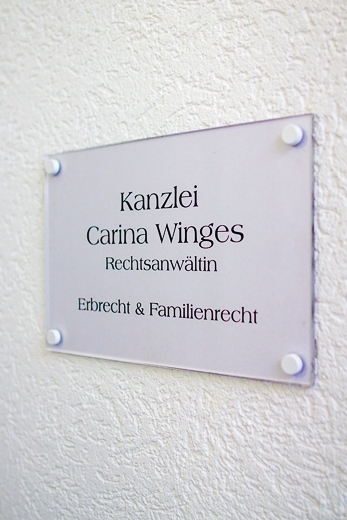 Kanzlei
Carina Winges
Rechtsanwältin
Erbrecht & Familienrecht